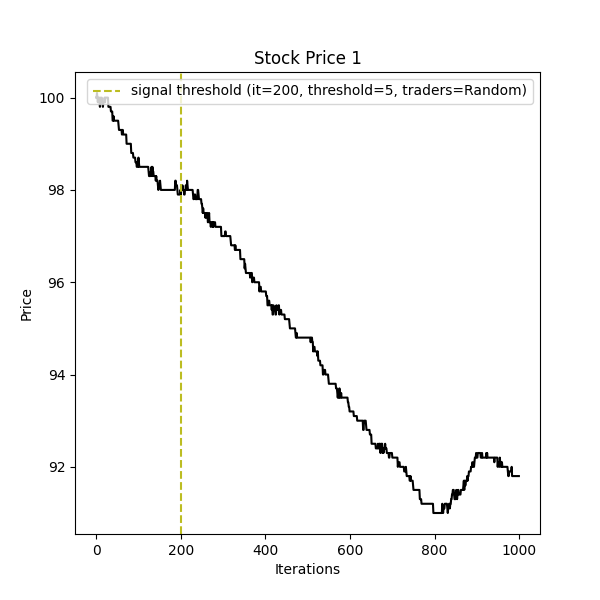 Stock Price 1
signal threshold (it=200, threshold=5, traders=Random)
100
98
96
94
92
Price
0 200 400 600 800 1000
Iterations